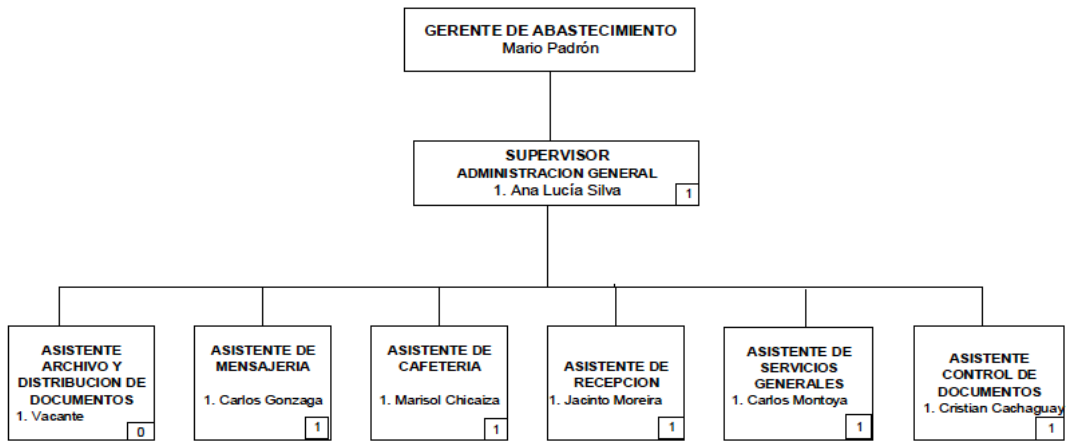 GERENTE DE ABASTECIMIENTO
Mario Padrón
SUPERVISOR
ADMINISTRACION GENERAL
1. Ana Lucía Silva
1
ASISTENTE
ARCHIVO Y
DISTRIBUCION DE
DOCUMENTOS
1. Vacante
0
ASISTENTE DE
MENSAJERIA
1. Carlos Gonzaga
1
ASISTENTE DE
CAFETERIA
1. Marisol Chicaiza
1
ASISTENTE DE
RECEPCION
1. Jacinto Moreira
1
ASISTENTE DE
SERVICIOS
GENERALES
1. Carlos Montoya
1
ASISTENTE
CONTROL DE
DOCUMENTOS
1. Cristian Cachaguay
1